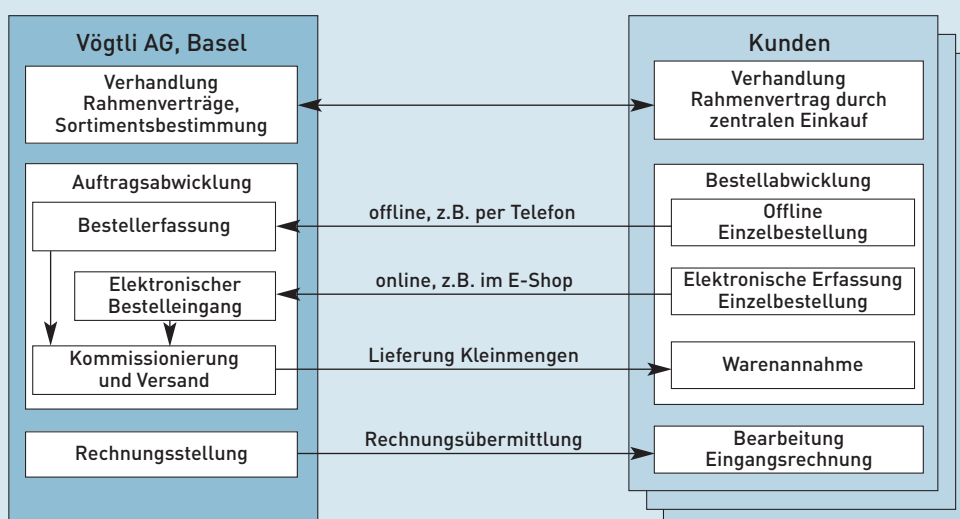 Vögtli AG, Basel
Verhandlung
Rahmenverträge,
Sortimentsbestimmung
Auftragsabwicklung
Bestellerfassung
Elektronischer
Bestelleingang
Kommissionierung
und Versand
Rechnungsstellung
offline, z.B. per Telefon
online, z.B. im E-Shop
Lieferung Kleinmengen
Rechnungsübermittlung
Kunden
Verhandlung
Rahmenvertrag durch
zentralen Einkauf
Bestellabwicklung
Offline
Einzelbestellung
Elektronische Erfassung
Einzelbestellung
Warenannahme
Bearbeitung
Eingangsrechnung